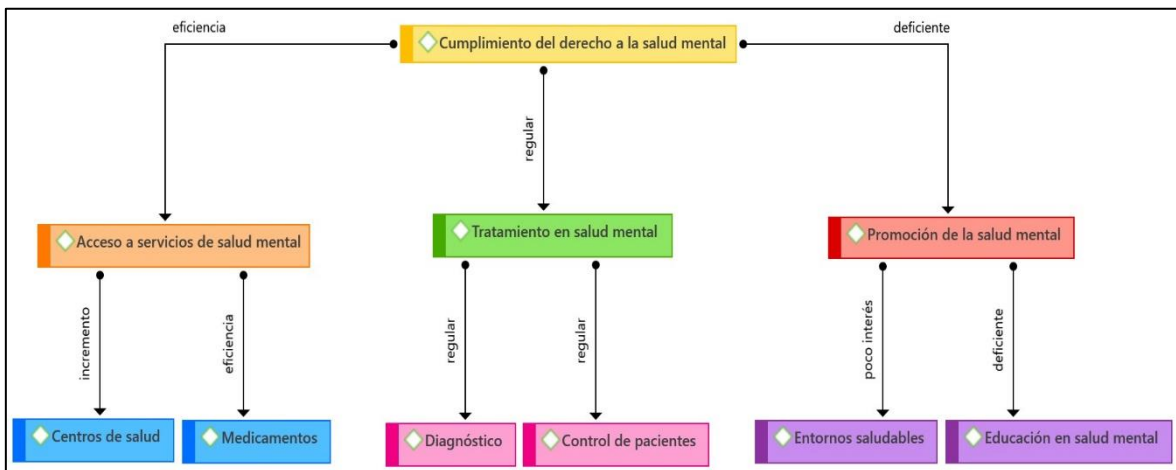 eficiencia
Cumplimiento del derecho a la salud mental
deficiente
regular
Acceso a servicios de salud mental
Tratamiento en salud mental
Promoción de la salud mental
incremento
eficiencia
regular
regular
poco interés
deficiente
Centros de salud
Medicamentos
Diagnóstico
Control de pacientes
Entornos saludables
Educación en salud mental